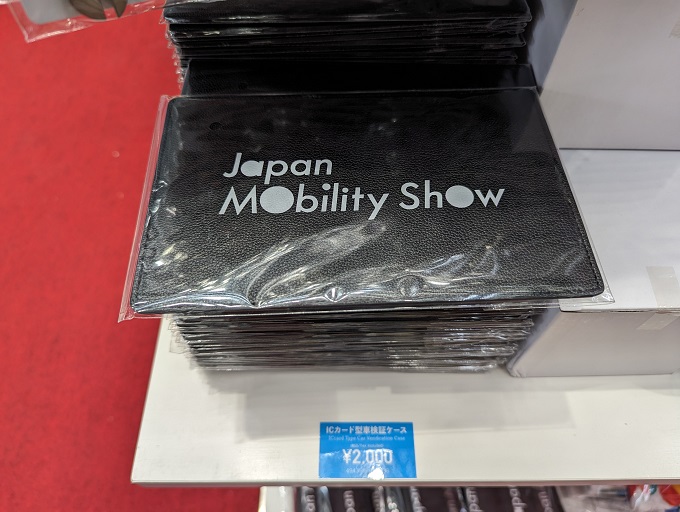 Japan
Mobility Show
ICカード型車検証ケース
IC card Type Car Verification Case
¥2,000
Japan